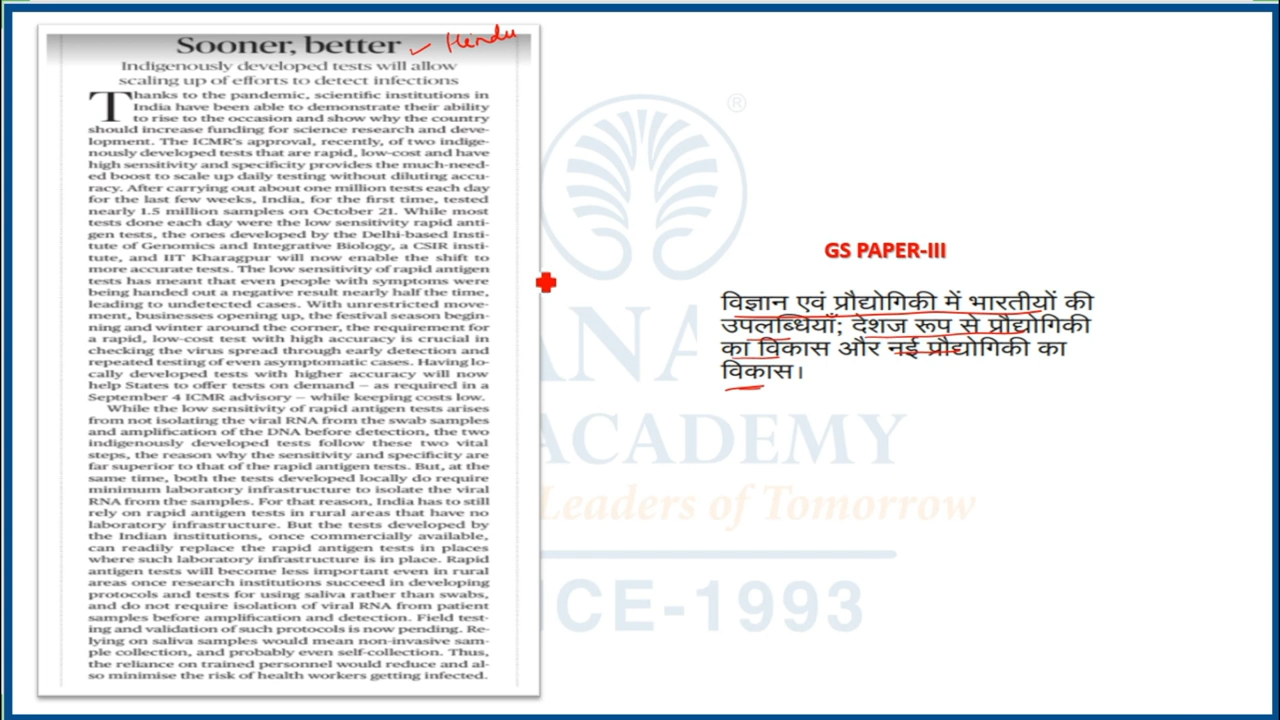 Sooner, better
Hindu
Indigenously developed tests will allow
scaling up of efforts to detect infections
Thanks to the pandemic, scientific institutions in
India have been able to demonstrate their ability
to rise to the occasion and show why the country
should increase funding for science research and deve-
lopment. The ICMR's approval, recently, of two indige-
nously developed tests that are rapid, low-cost and have
high sensitivity and specificity provides the much-need-
ed boost to scale up daily testing without diluting accu-
racy. After carrying out about one million tests each day
for the last few weeks, India, for the first time, tested
nearly 1.5 million samples on October 21. While most
tests done each day were the low sensitivity rapid anti-
gen tests, the ones developed by the Delhi-based Insti-
tute of Genomics and Integrative Biology, a CSIR insti-
tute, and IIT Kharagpur will now enable the shift to
more accurate tests. The low sensitivity of rapid antigen
tests has meant that even people with symptoms were
being handed out a negative result nearly half the time,
leading to undetected cases. With unrestricted move-
ment, businesses opening up, the festival season begin-
ning and winter around the corner, the requirement for
a rapid, low-cost test with high accuracy is crucial in
checking the virus spread through early detection and
repeated testing of even asymptomatic cases. Having lo-
cally developed tests with higher accuracy will now
help States to offer tests on demand – as required in a
September 4 ICMR advisory – while keeping costs low.
While the low sensitivity of rapid antigen tests arises
from not isolating the viral RNA from the swab samples
and amplification of the DNA before detection, the two
indigenously developed tests follow these two vital
steps, the reason why the sensitivity and specificity are
far superior to that of the rapid antigen tests. But, at the
same time, both the tests developed locally do require
minimum laboratory infrastructure to isolate the viral
RNA from the samples. For that reason, India has to still
rely on rapid antigen tests in rural areas that have no
laboratory infrastructure. But the tests developed by
the Indian institutions, once commercially available,
can readily replace the rapid antigen tests in places
where such laboratory infrastructure is in place. Rapid
antigen tests will become less important even in rural
areas once research institutions succeed in developing
protocols and tests for using saliva rather than swabs,
and do not require isolation of viral RNA from patient
samples before amplification and detection. Field test-
ing and validation of such protocols is now pending. Re-
lying on saliva samples would mean non-invasive sam-
ple collection, and probably even self-collection. Thus,
the reliance on trained personnel would reduce and al-
so minimise the risk of health workers getting infected.
GS PAPER-III
विज्ञान एवं प्रौद्योगिकी में भारतीयों की
उपलब्धियाँ; देशज रूप से प्रौद्योगिकी
का विकास और नई प्रौद्योगिकी का
विकास।
®
ACADEMY
Leaders of Tomorrow
CE-1993